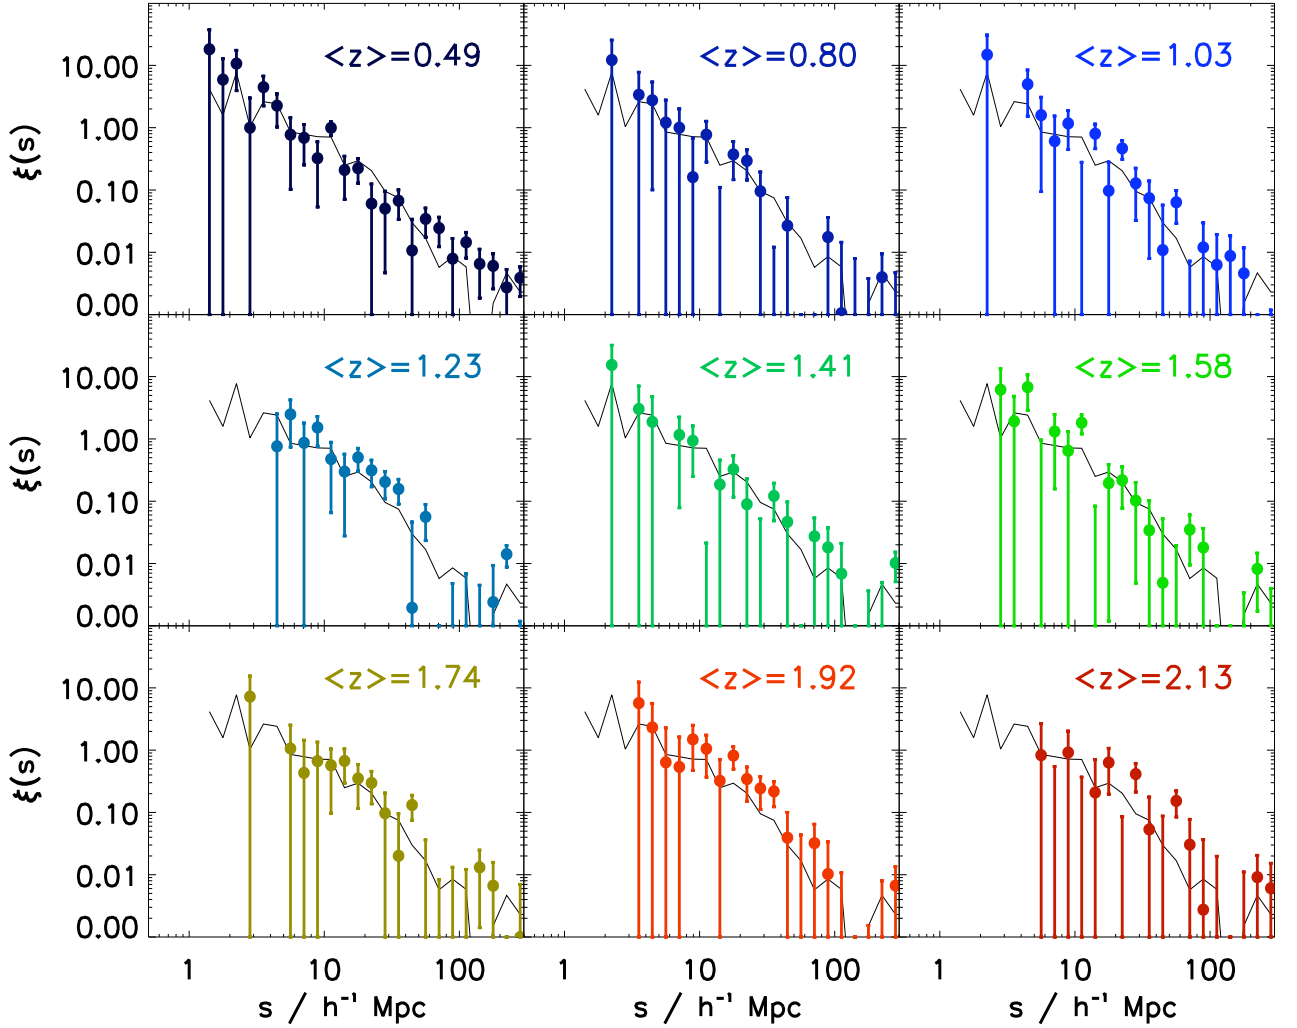 <z>=0.49
<z>=0.80
<z>=1.03
10.00
1.00
0.10
0.01
0.00
ξ(s)
<z>=1.23
<z>=1.41
<z>=1.58
10.00
1.00
0.10
0.01
0.00
ξ(s)
<z>=1.74
<z>=1.92
<z>=2.13
10.00
1.00
0.10
0.01
0.00
ξ(s)
1 10 100
1 10 100
1 10 100
s / h⁻¹ Mpc
s / h⁻¹ Mpc
s / h⁻¹ Mpc